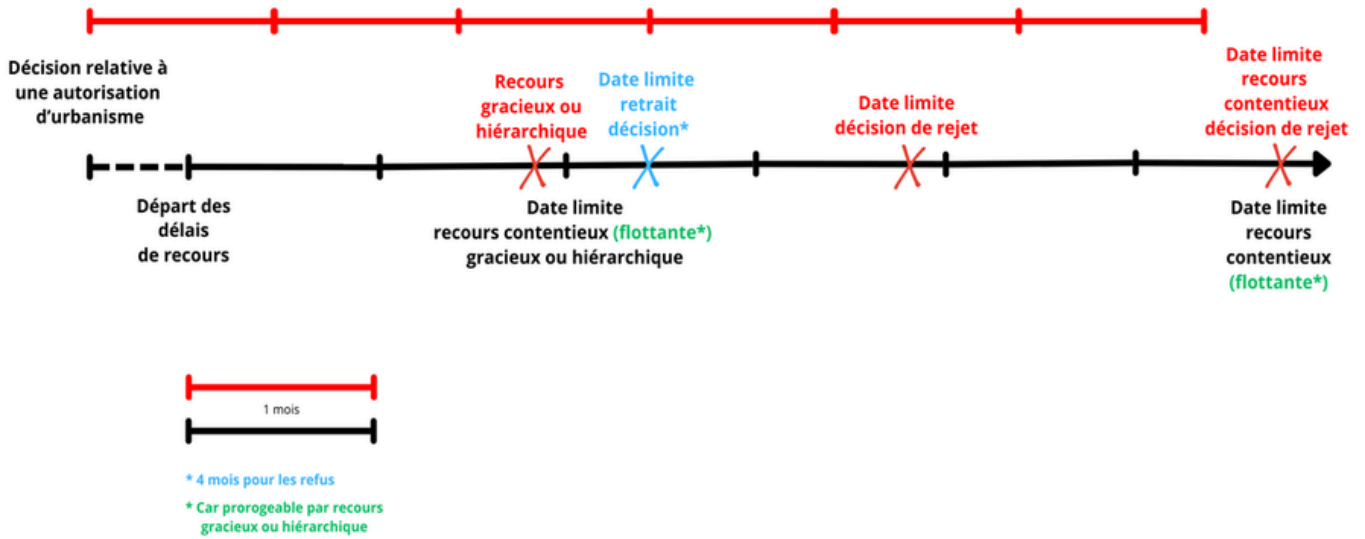 Décision relative à
une autorisation
d’urbanisme
Recours
gracieux ou
hiérarchique
Date limite
retrait
décision*
Date limite
décision de rejet
Date limite
recours
contentieux
décision de rejet
Départ des
délais
de recours
Date limite
recours contentieux (flottante*)
gracieux ou hiérarchique
Date limite
recours
contentieux
(flottante*)
1 mois
* 4 mois pour les refus
* Car prorogeable par recours
gracieux ou hiérarchique